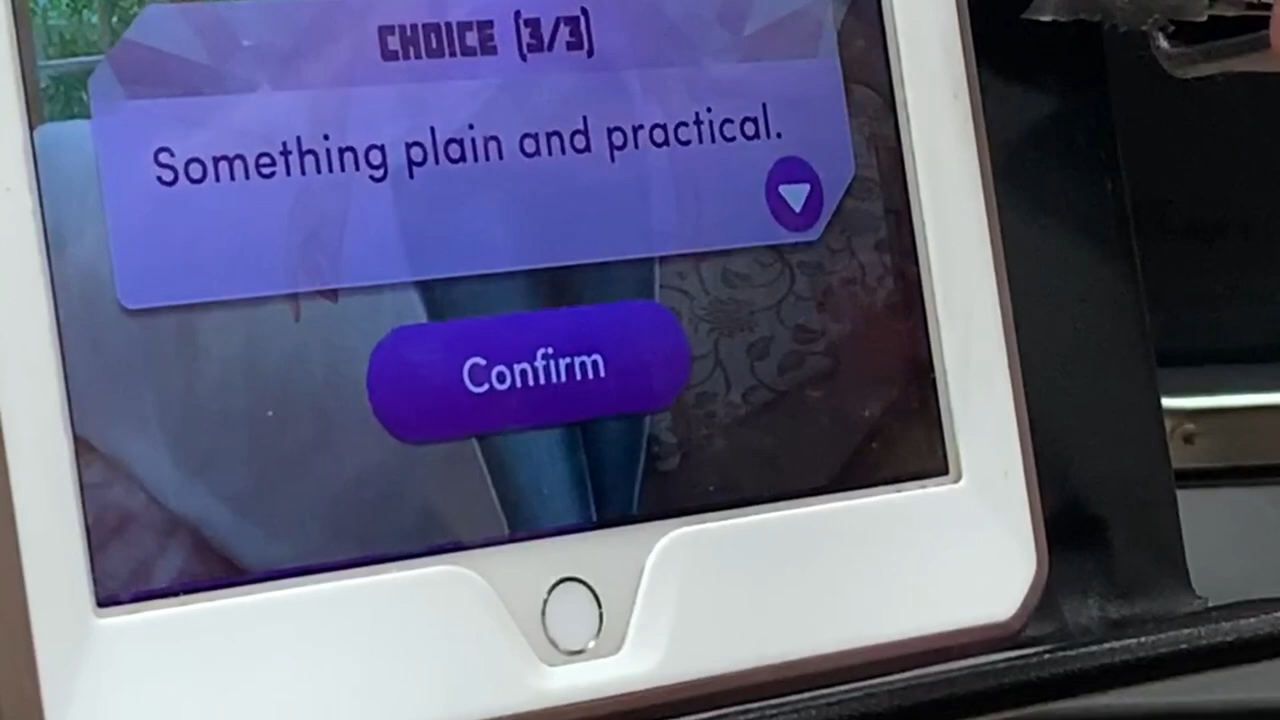 CHOICE (3/3)
Something plain and practical.
Confirm